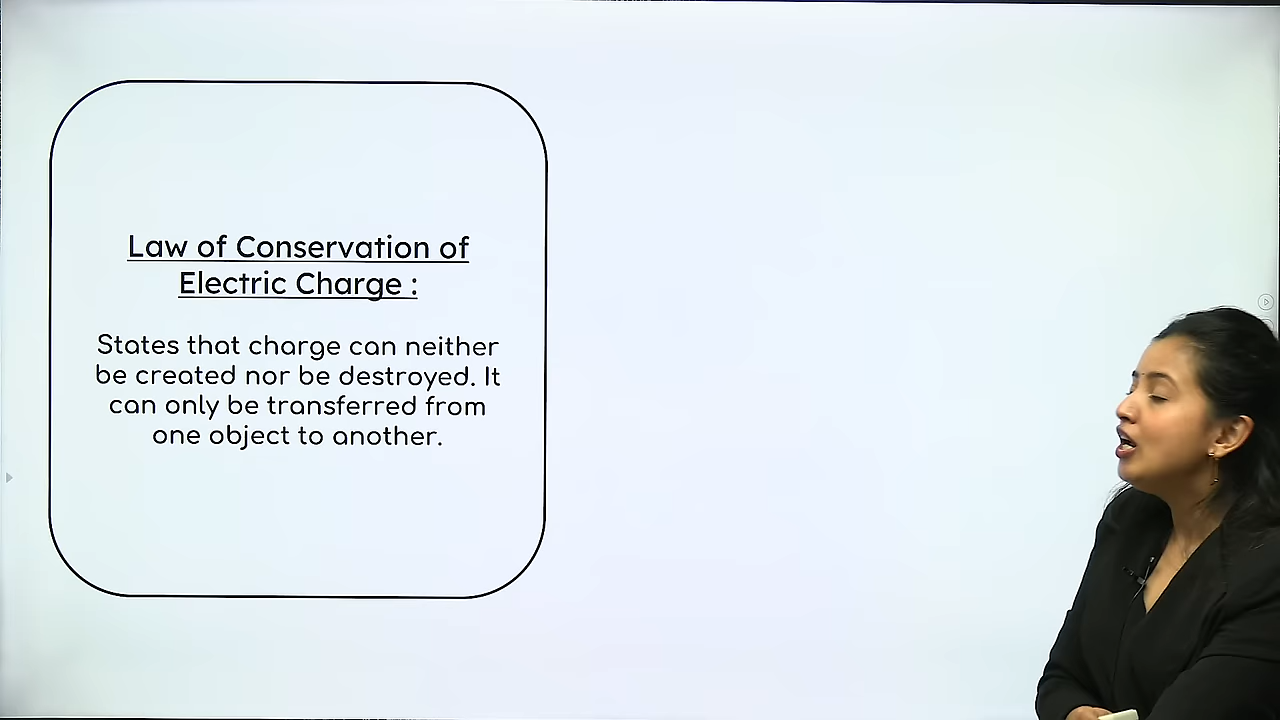 Law of Conservation of
Electric Charge :
States that charge can neither
be created nor be destroyed. It
can only be transferred from
one object to another.